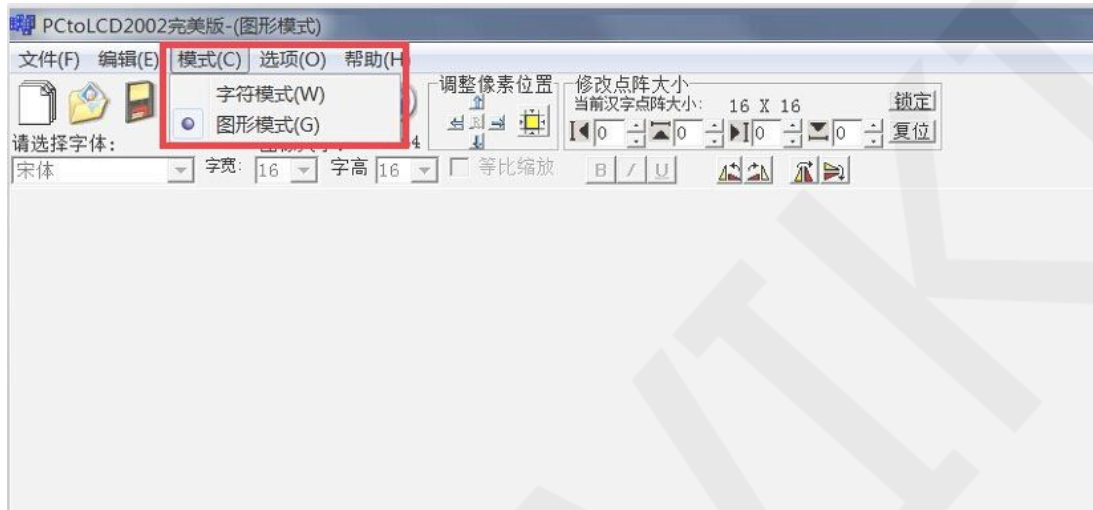 PCtoLCD2002完美版-(图形模式)
文件(F) 编辑(E) 模式(C) 选项(O) 帮助(H
字符模式(W)
图形模式(G)
调整像素位置
修改点阵大小
当前汉字点阵大小: 16 X 16
锁定
0 0 0 0 复位
请选择字体:
宋体 字宽: 16 字高 16 等比缩放 B I U